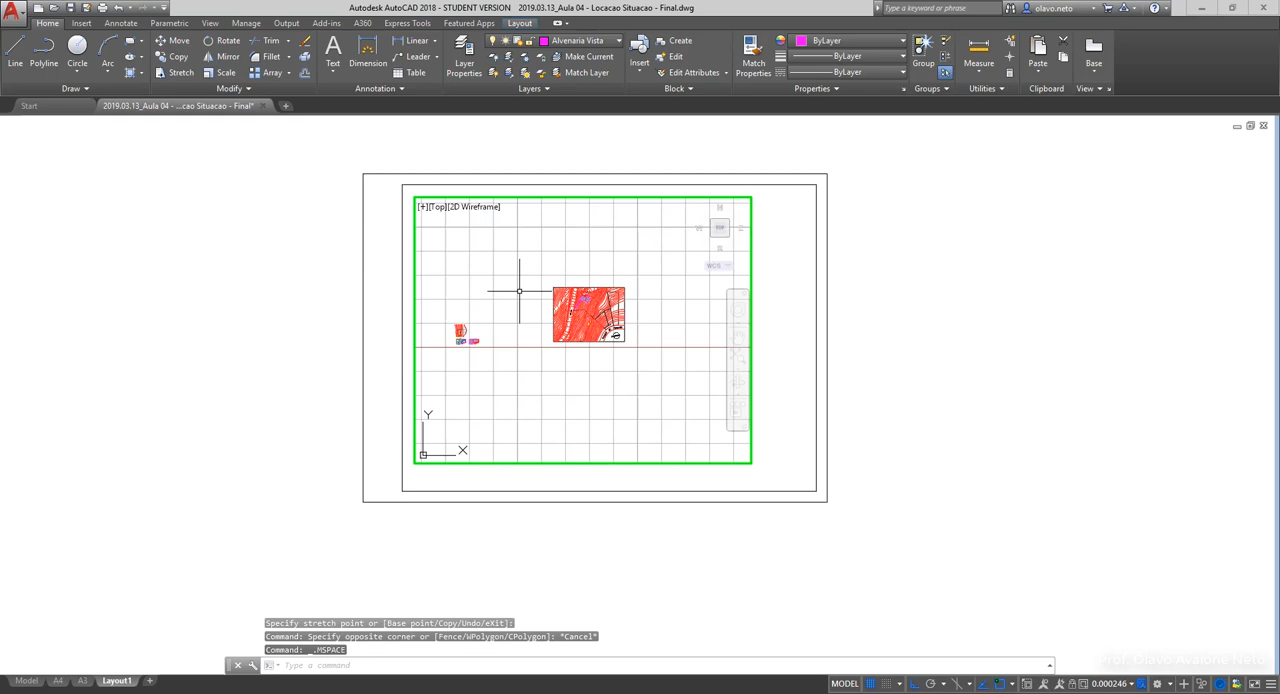 Autodesk AutoCAD 2018 - STUDENT VERSION 2019.03.13_Aula 04 - Locacao Situacao - Final.dwg
Type a keyword or phrase
olavo.neto
Home Insert Annotate Parametric View Manage Output Add-ins A360 Express Tools Featured Apps Layout
Line Polyline Circle Arc
Move Rotate Trim
Copy Mirror Fillet
Stretch Scale Array
Text Dimension
Linear
Leader
Table
Layer Properties
Alvenaria Vista
Make Current
Match Layer
Insert
Create
Edit
Edit Attributes
Match Properties
ByLayer
ByLayer
ByLayer
Group Measure Paste Base
Draw Modify Annotation Layers Block Properties Groups Utilities Clipboard View
Start 2019.03.13_Aula 04 - ...cao Situacao - Final*
[+][Top][2D Wireframe]
TOP
S
WCS
Y
X
Specify stretch point or [Base point/Copy/Undo/eXit]:
Command: Specify opposite corner or [Fence/WPolygon/CPolygon]: *Cancel*
Command: _.MSPACE
Type a command
Prof. Olavo Avalone Neto
Model A4 A3 Layout1
MODEL 0.000246